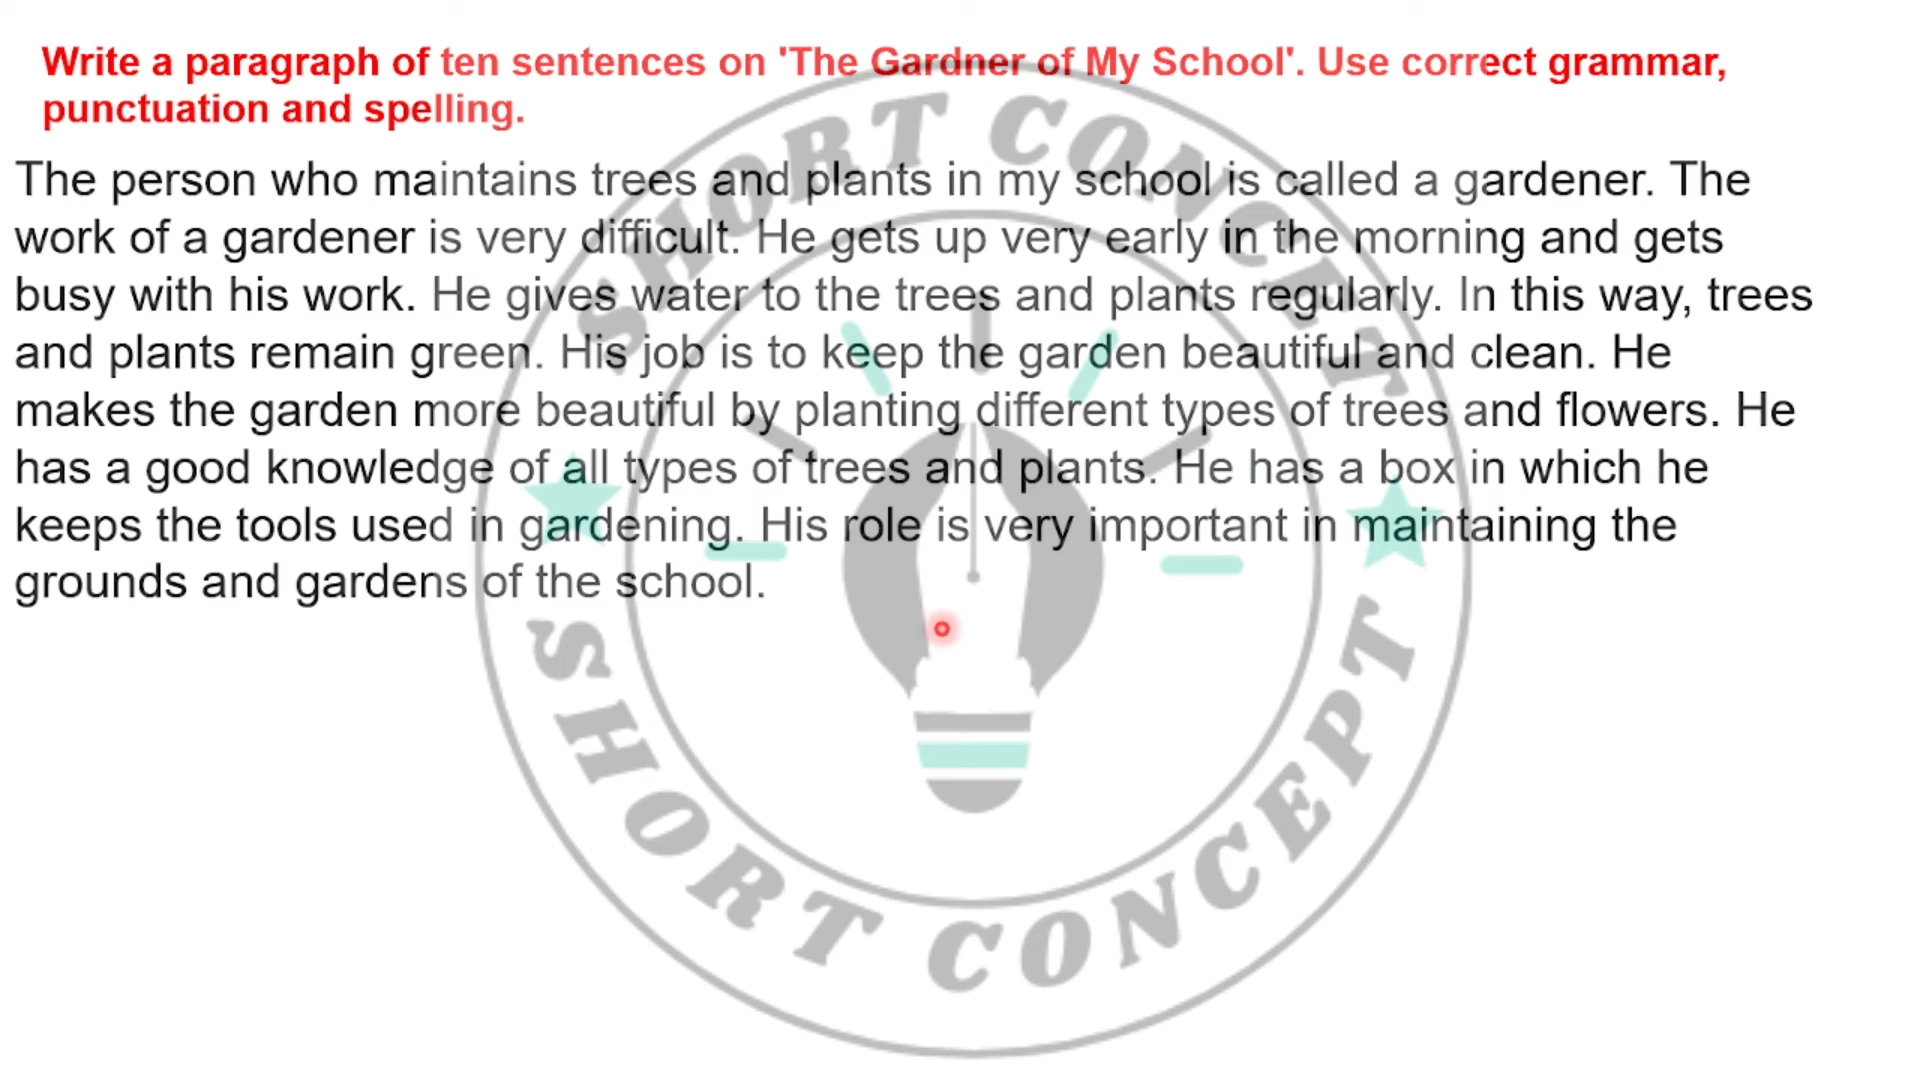 Write a paragraph of ten sentences on 'The Gardner of My School'. Use correct grammar,
punctuation and spelling.
The person who maintains trees and plants in my school is called a gardener. The
work of a gardener is very difficult. He gets up very early in the morning and gets
busy with his work. He gives water to the trees and plants regularly. In this way, trees
and plants remain green. His job is to keep the garden beautiful and clean. He
makes the garden more beautiful by planting different types of trees and flowers. He
has a good knowledge of all types of trees and plants. He has a box in which he
keeps the tools used in gardening. His role is very important in maintaining the
grounds and gardens of the school.
SHORT CONCEPT
SHORT CONCEPT